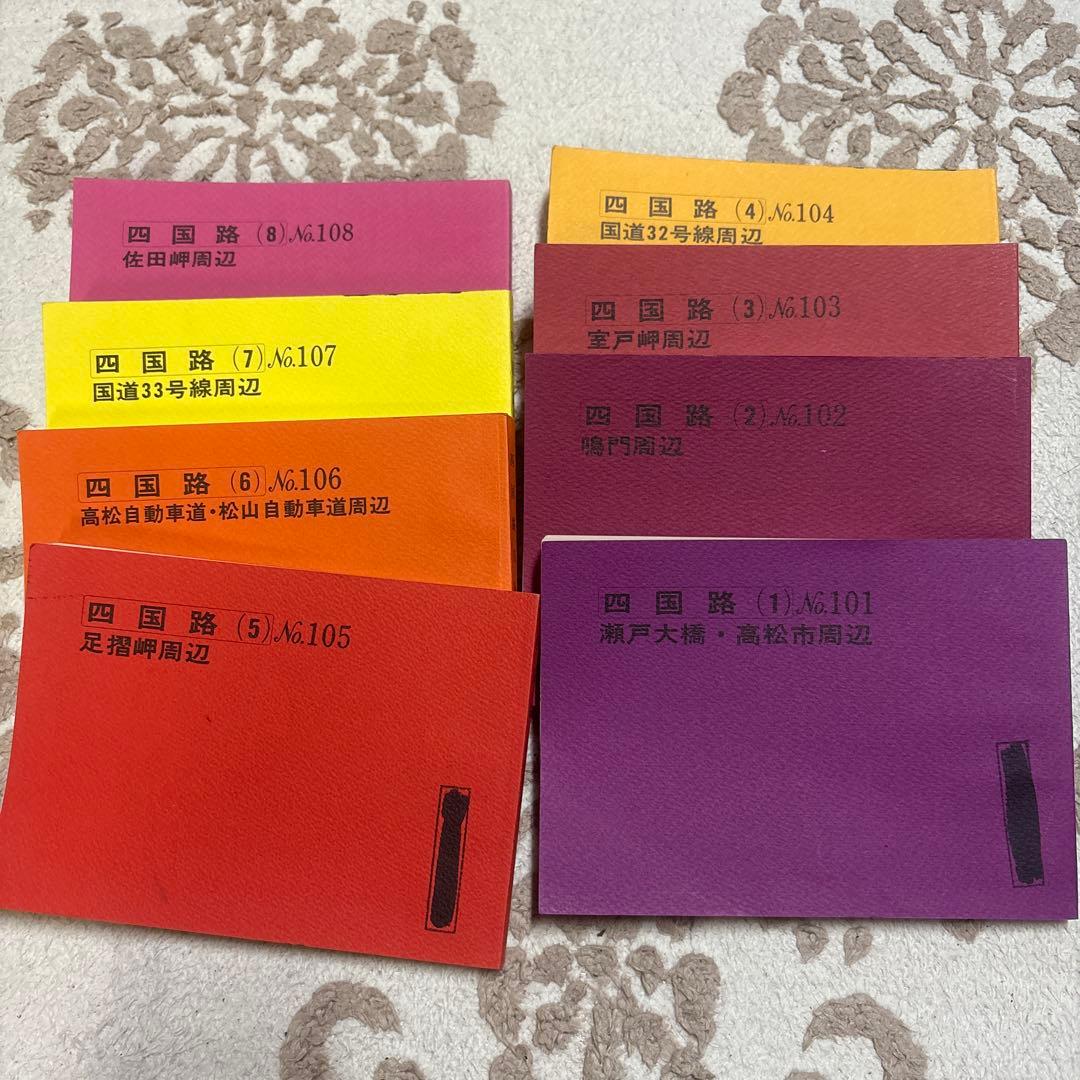 四国路(8)No.108
佐田岬周辺
四国路(7)No.107
国道33号線周辺
四国路(6)No.106
高松自動車道・松山自動車道周辺
四国路(5)No.105
足摺岬周辺
四国路(4)No.104
国道32号線周辺
四国路(3)No.103
室戸岬周辺
四国路(2)No.102
鳴門周辺
四国路(1)No.101
瀬戸大橋・高松市周辺